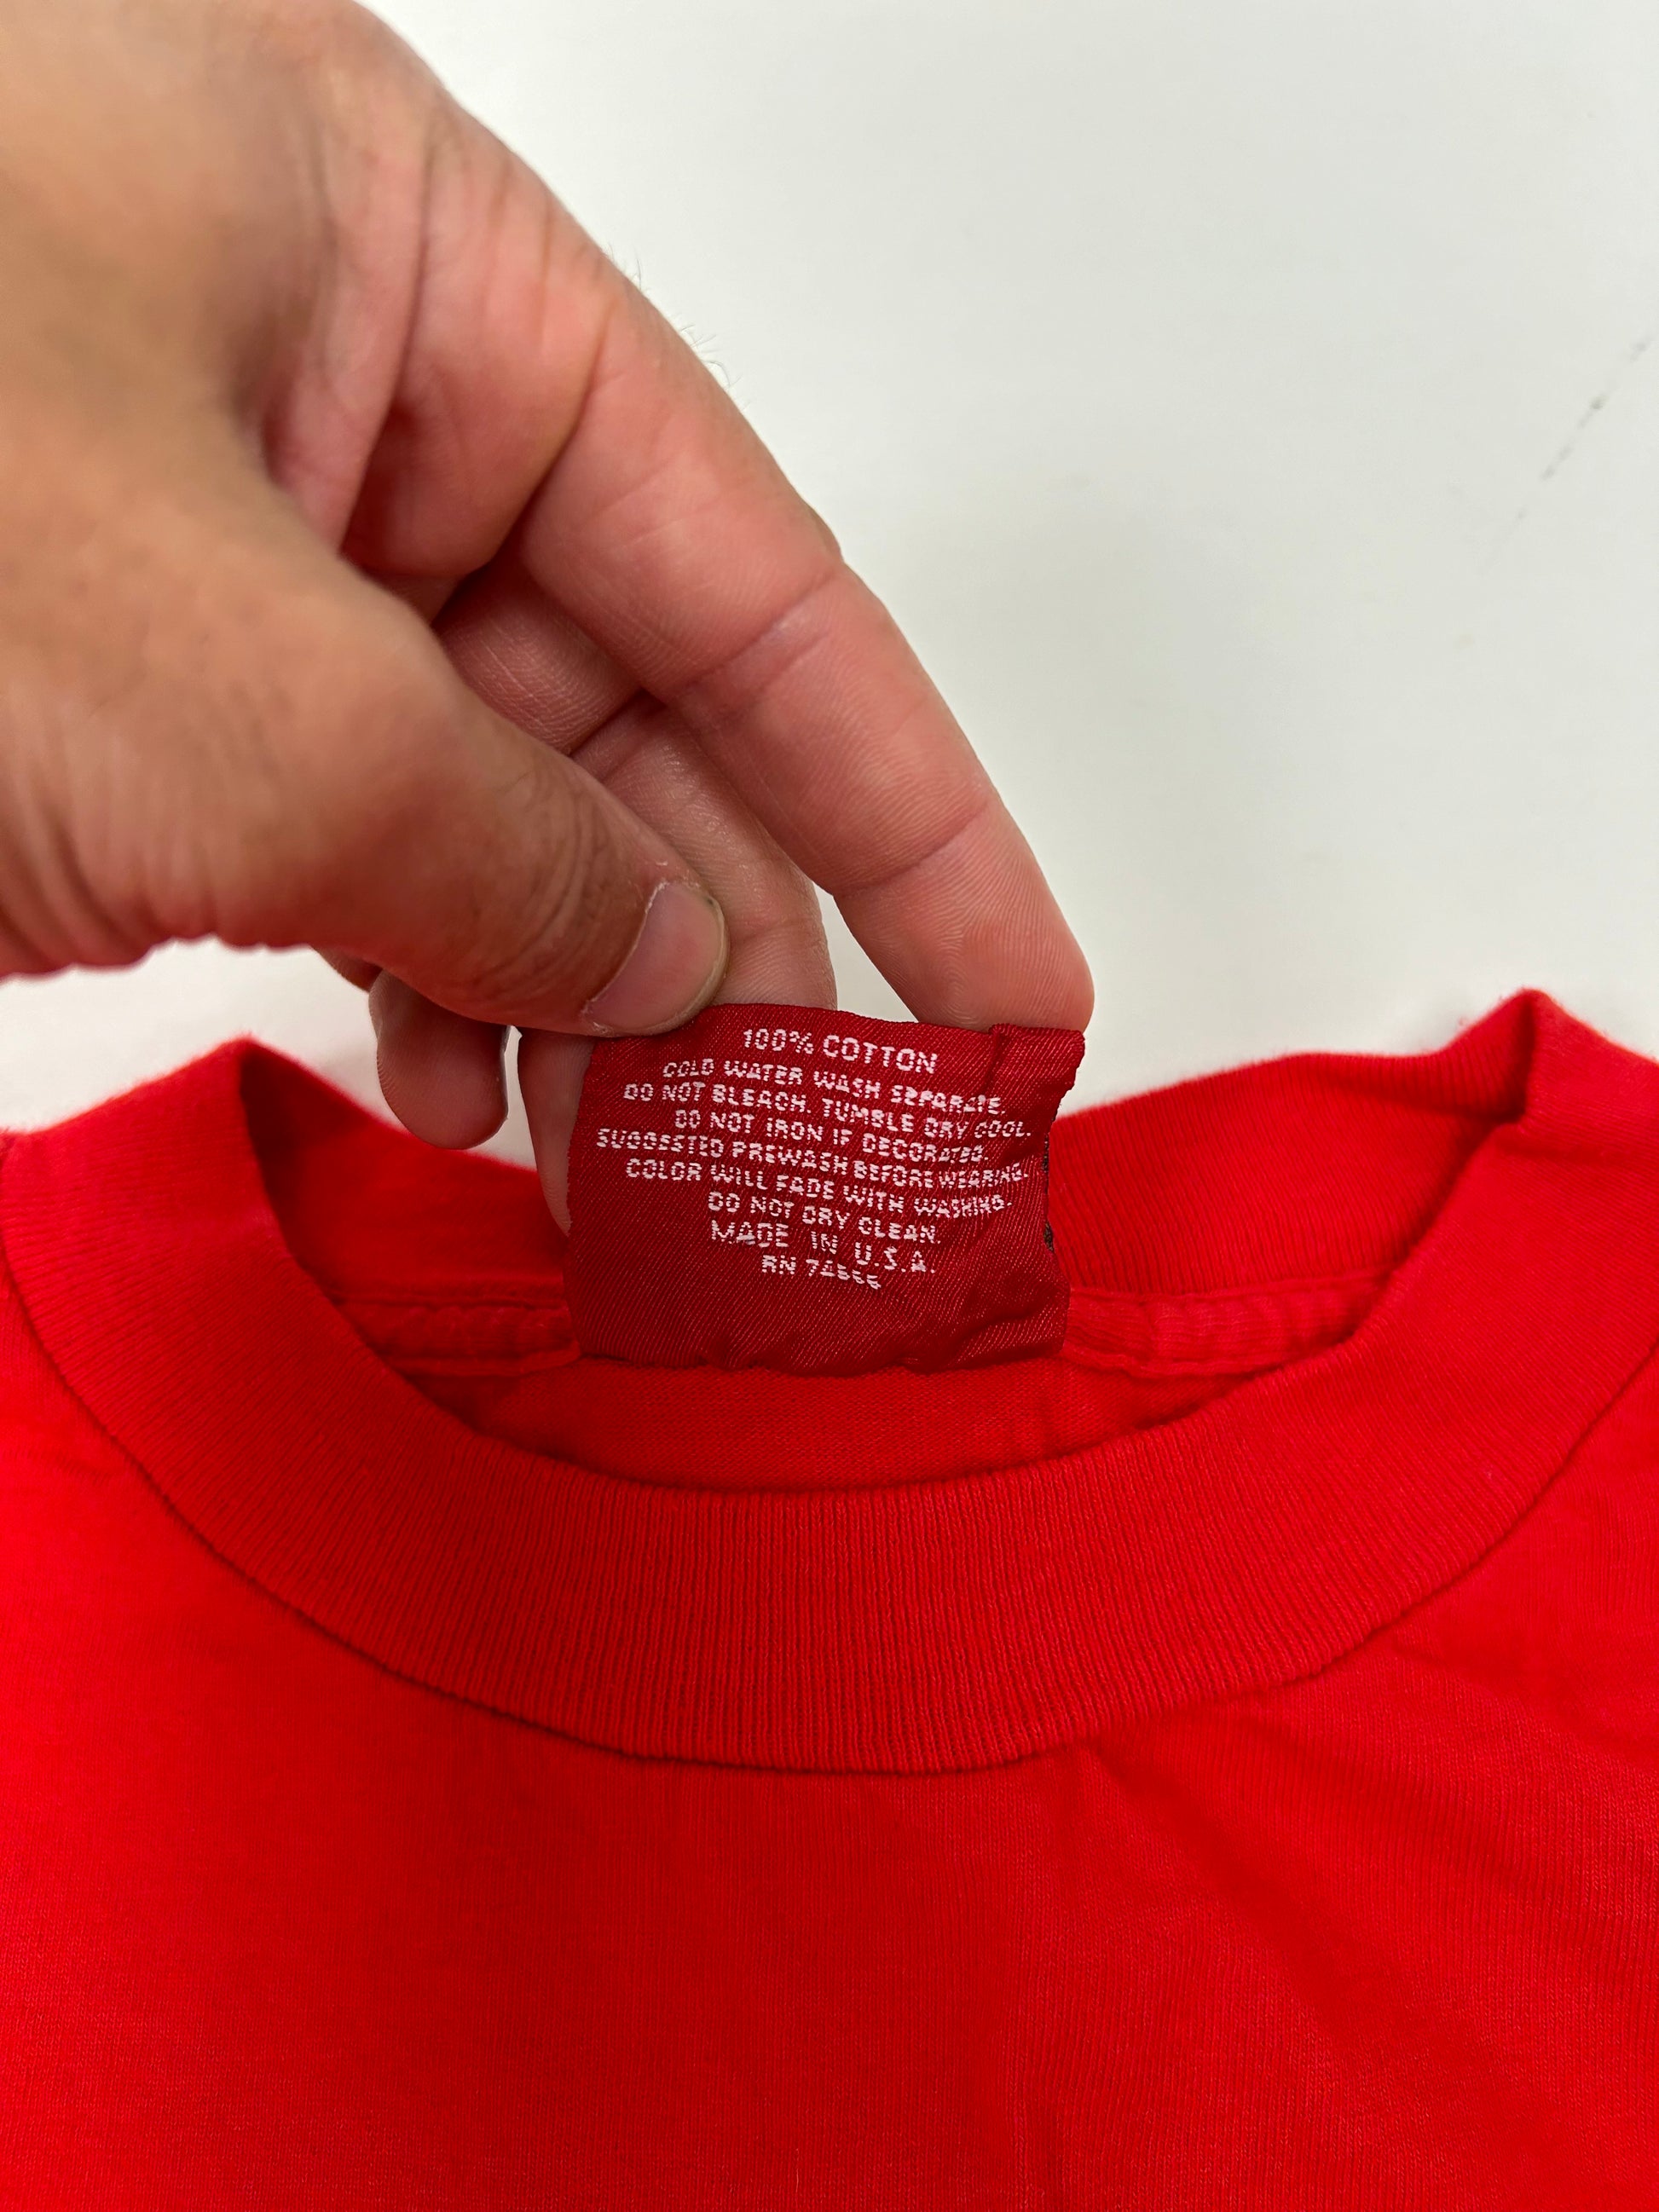 100% COTTON
COLD WATER WASH SEPARATE.
DO NOT BLEACH. TUMBLE DRY COOL.
DO NOT IRON IF DECORATED.
SUGGESTED PREWASH BEFORE WEARING.
COLOR WILL FADE WITH WASHING.
DO NOT DRY CLEAN.
MADE IN U.S.A.
RN